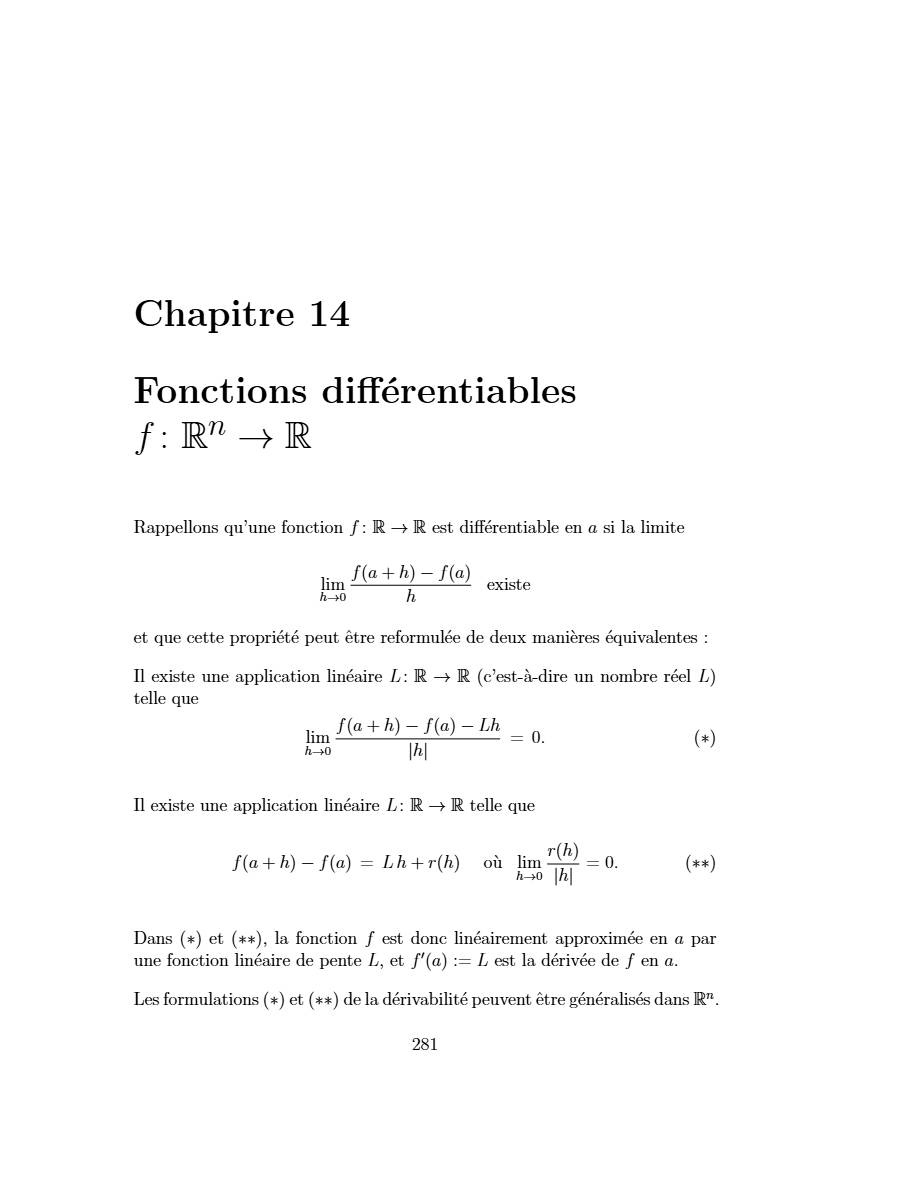 Chapitre 14
Fonctions différentiables
f : ℝⁿ → ℝ
Rappellons qu'une fonction f : ℝ → ℝ est différentiable en a si la limite
lim_{h→0} \frac{f(a + h) − f(a)}{h} existe
et que cette propriété peut être reformulée de deux manières équivalentes :
Il existe une application linéaire L : ℝ → ℝ (c'est-à-dire un nombre réel L)
telle que
lim_{h→0} \frac{f(a + h) − f(a) − Lh}{|h|} = 0. (∗)
Il existe une application linéaire L : ℝ → ℝ telle que
f(a + h) − f(a) = L h + r(h) où lim_{h→0} \frac{r(h)}{|h|} = 0. (∗∗)
Dans (∗) et (∗∗), la fonction f est donc linéairement approximée en a par
une fonction linéaire de pente L, et f′(a) := L est la dérivée de f en a.
Les formulations (∗) et (∗∗) de la dérivabilité peuvent être généralisés dans ℝⁿ.
281